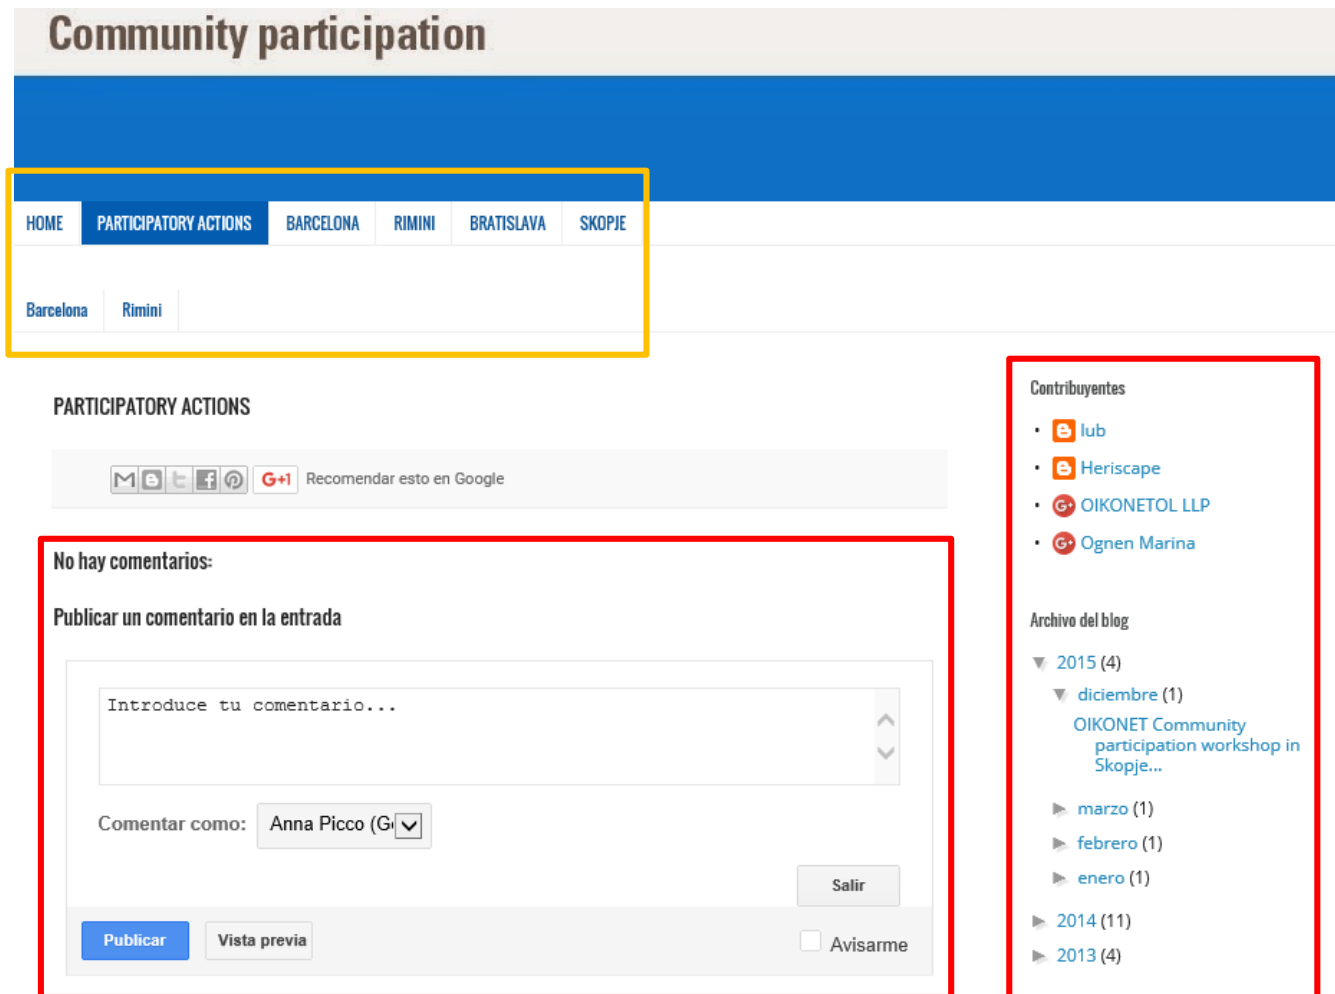 Community participation
HOME PARTICIPATORY ACTIONS BARCELONA RIMINI BRATISLAVA SKOPJE
Barcelona Rimini
PARTICIPATORY ACTIONS
G+1 Recomendar esto en Google
No hay comentarios:
Publicar un comentario en la entrada
Introduce tu comentario...
Comentar como: Anna Picco (G
Salir
Publicar Vista previa Avisarme
Contribuyentes
• lub
• Heriscape
• G+ OIKONETOL LLP
• G+ Ognen Marina
Archivo del blog
▼ 2015 (4)
▼ diciembre (1)
OIKONET Community
participation workshop in
Skopje...
► marzo (1)
► febrero (1)
► enero (1)
► 2014 (11)
► 2013 (4)